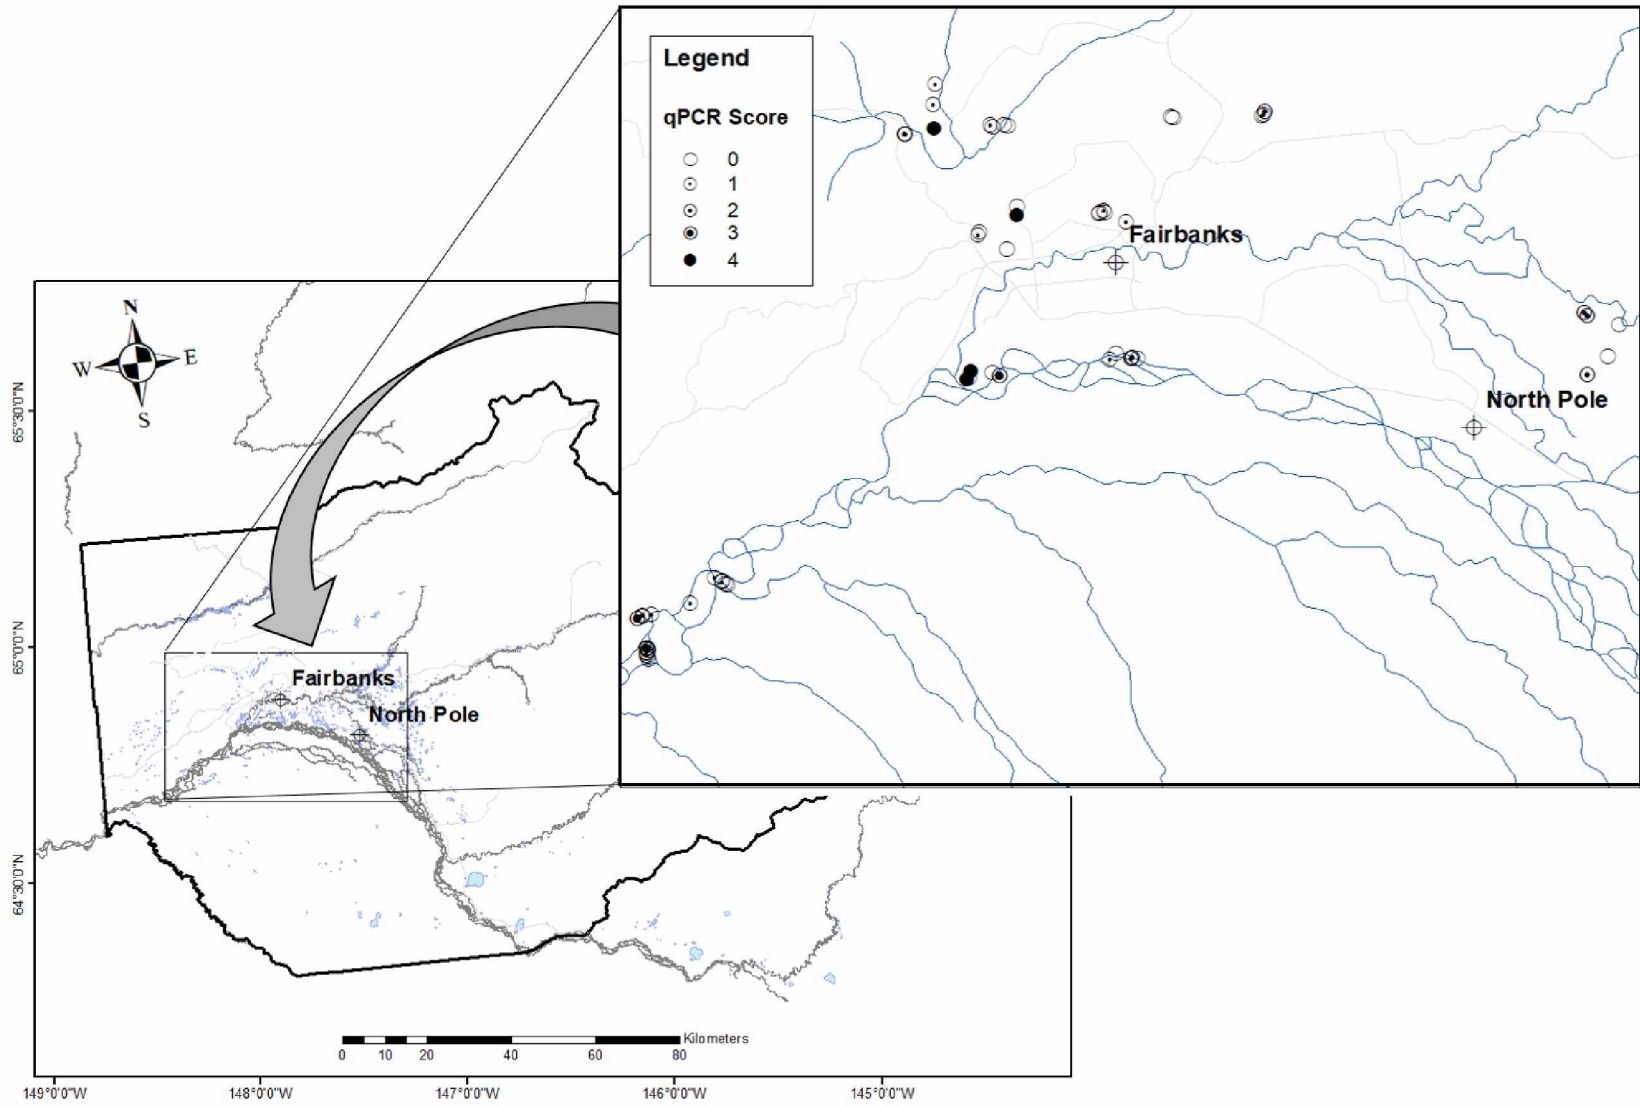 Legend
qPCR Score
0
1
2
3
4
Fairbanks
North Pole
N
W
E
S
65°30'0"N
65°0'0"N
64°30'0"N
Fairbanks
North Pole
Kilometers
0 10 20 40 60 80
149°0'0"W 148°0'0"W 147°0'0"W 146°0'0"W 145°0'0"W